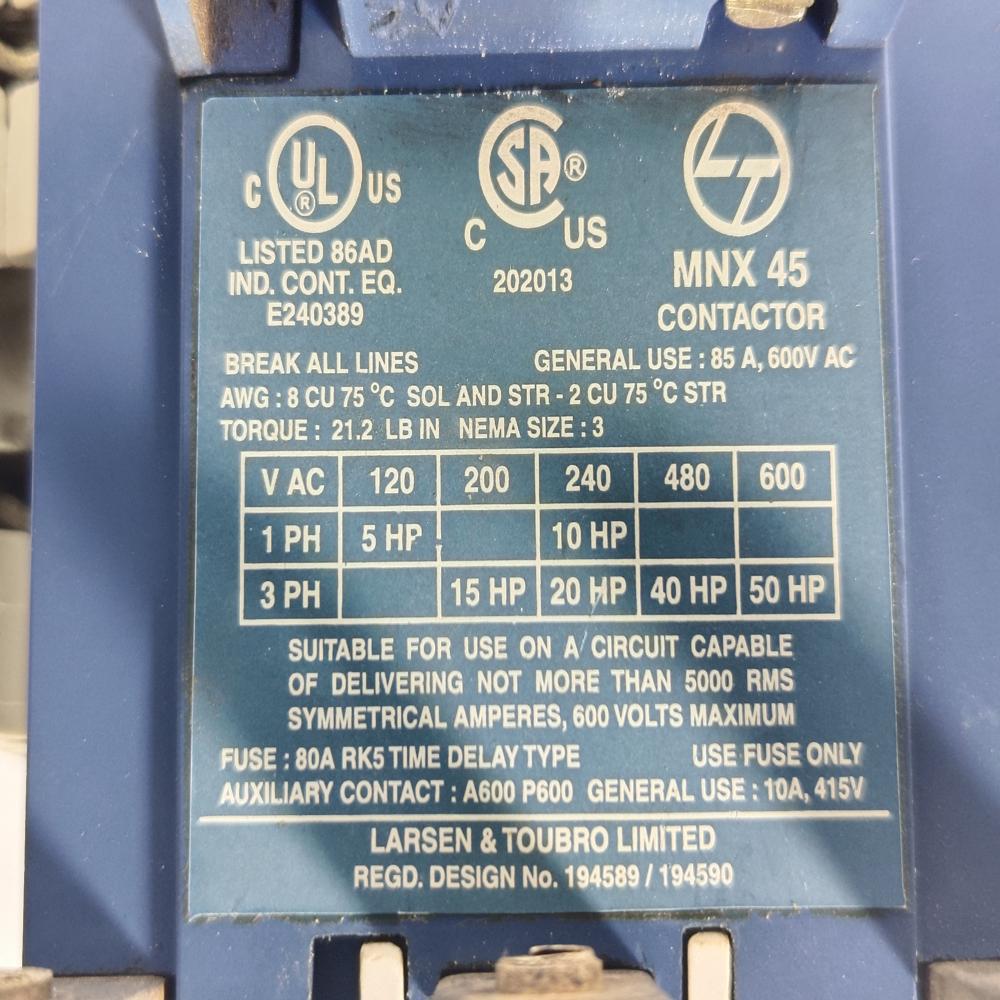 C UL ® US
LISTED 86AD
IND. CONT. EQ.
E240389
SA ®
C US
202013
LT
MNX 45
CONTACTOR
BREAK ALL LINES GENERAL USE : 85 A, 600V AC
AWG : 8 CU 75 °C SOL AND STR - 2 CU 75 °C STR
TORQUE : 21.2 LB IN NEMA SIZE : 3
V AC 120 200 240 480 600
1 PH 5 HP 10 HP
3 PH 15 HP 20 HP 40 HP 50 HP
SUITABLE FOR USE ON A CIRCUIT CAPABLE
OF DELIVERING NOT MORE THAN 5000 RMS
SYMMETRICAL AMPERES, 600 VOLTS MAXIMUM
FUSE : 80A RK5 TIME DELAY TYPE USE FUSE ONLY
AUXILIARY CONTACT : A600 P600 GENERAL USE : 10A, 415V
LARSEN & TOUBRO LIMITED
REGD. DESIGN No. 194589 / 194590